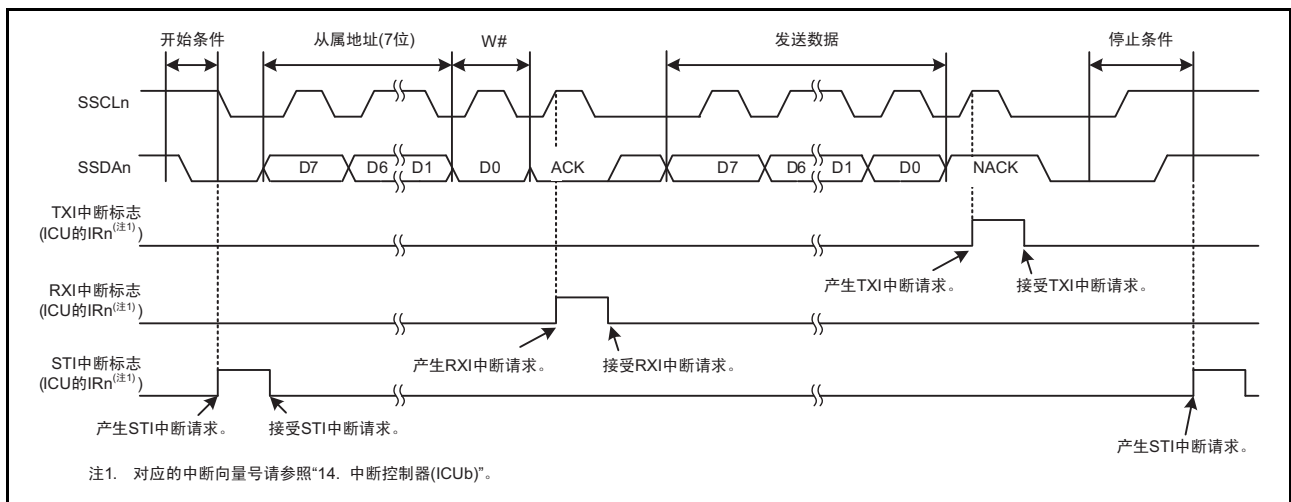 开始条件 从属地址(7位) W# 发送数据 停止条件
SSCLn
SSDAn D7 D6 D1 D0 ACK D7 D6 D1 D0 NACK
TXI中断标志
(ICU的IRn(注1))
产生TXI中断请求。 接受TXI中断请求。
RXI中断标志
(ICU的IRn(注1))
产生RXI中断请求。 接受RXI中断请求。
STI中断标志
(ICU的IRn(注1))
产生STI中断请求。 接受STI中断请求。 产生STI中断请求。
注1. 对应的中断向量号请参照“14. 中断控制器(ICUb)”。